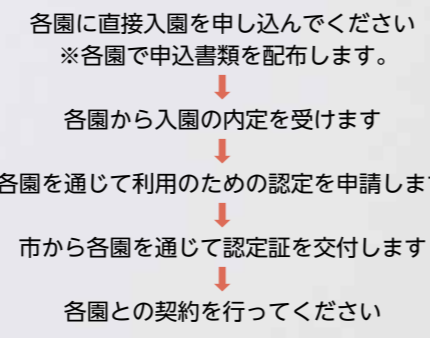 各園に直接入園を申し込んでください
※各園で申込書類を配布します。
各園から入園の内定を受けます
各園を通じて利用のための認定を申請します
市から各園を通じて認定証を交付します
各園との契約を行ってください